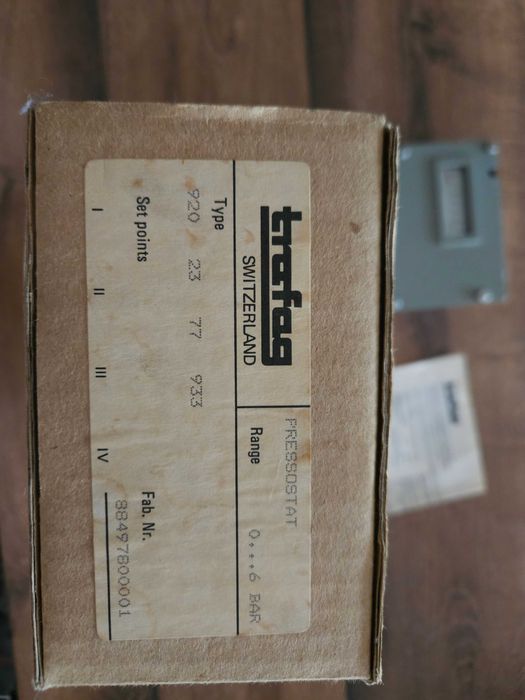 trafag
SWITZERLAND
PRESSOSTAT
Range 0....6 BAR
Type
920 23 77 933
Set points
Fab. Nr.
88497800001
I II III IV
trafag